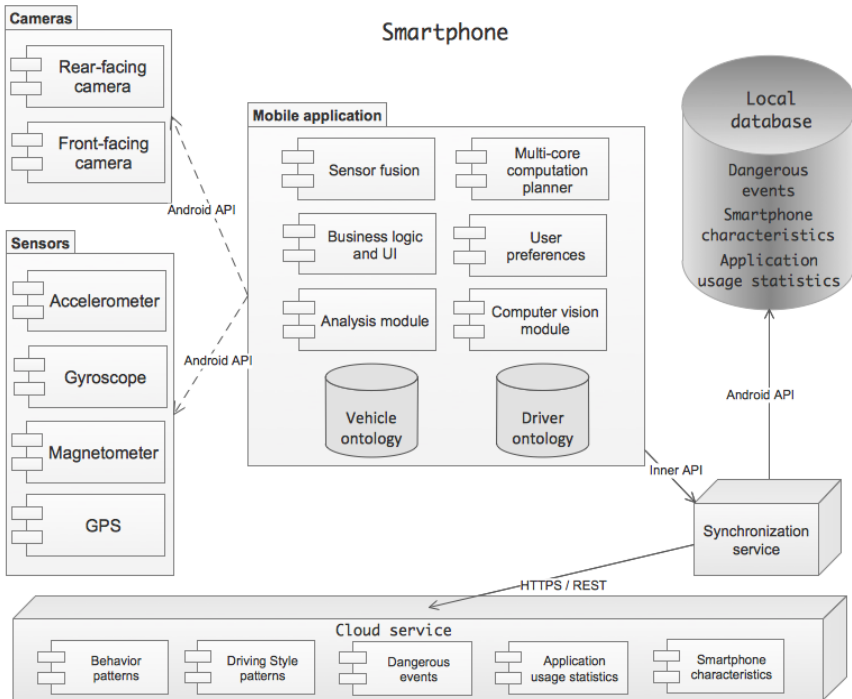 Smartphone
Cameras
Rear-facing
camera
Front-facing
camera
Android API
Sensors
Accelerometer
Gyroscope
Magnetometer
GPS
Android API
Mobile application
Sensor fusion
Multi-core
computation
planner
Business logic
and UI
User
preferences
Analysis module
Computer vision
module
Vehicle
ontology
Driver
ontology
Local
database
Dangerous
events
Smartphone
characteristics
Application
usage statistics
Android API
Inner API
Synchronization
service
HTTPS / REST
Cloud service
Behavior
patterns
Driving Style
patterns
Dangerous
events
Application
usage statistics
Smartphone
characteristics